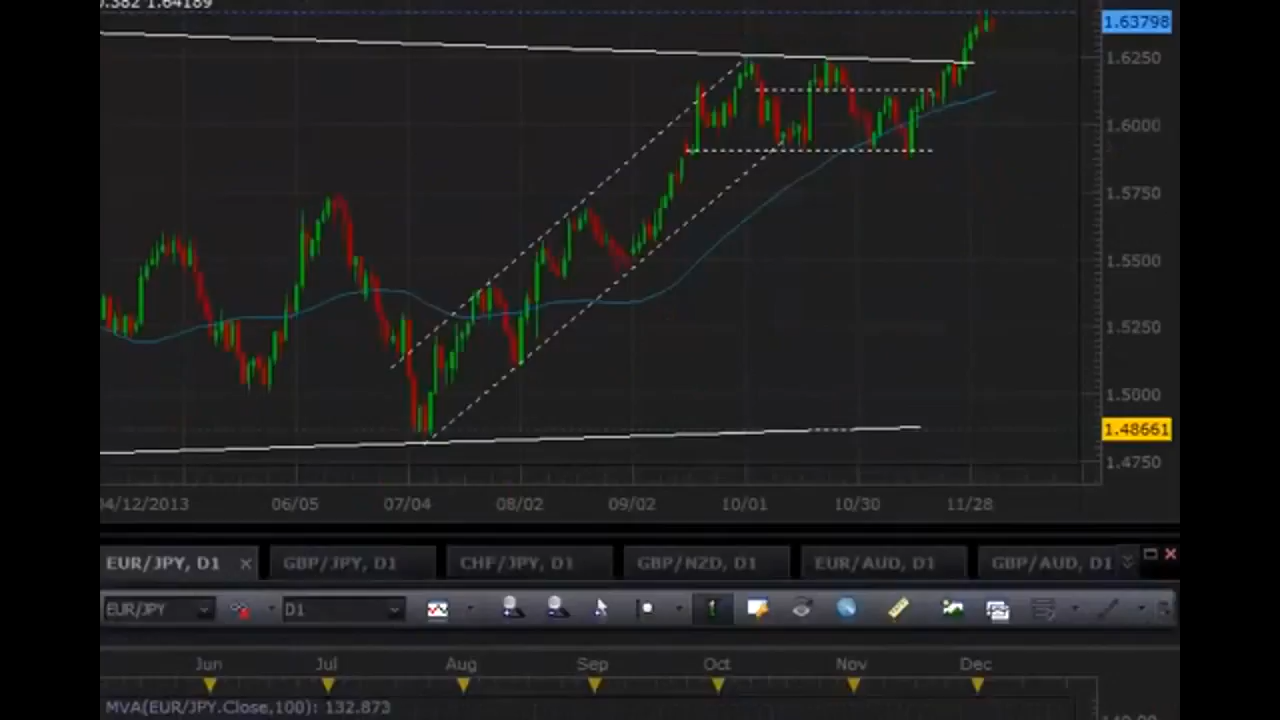 0.382 1.64189
1.63798
1.6250
1.6000
1.5750
1.5500
1.5250
1.5000
1.48661
1.4750
04/12/2013 06/05 07/04 08/02 09/02 10/01 10/30 11/28
EUR/JPY, D1 GBP/JPY, D1 CHF/JPY, D1 GBP/NZD, D1 EUR/AUD, D1 GBP/AUD, D1
EUR/JPY D1
Jun Jul Aug Sep Oct Nov Dec
MVA(EUR/JPY.Close,100): 132.873